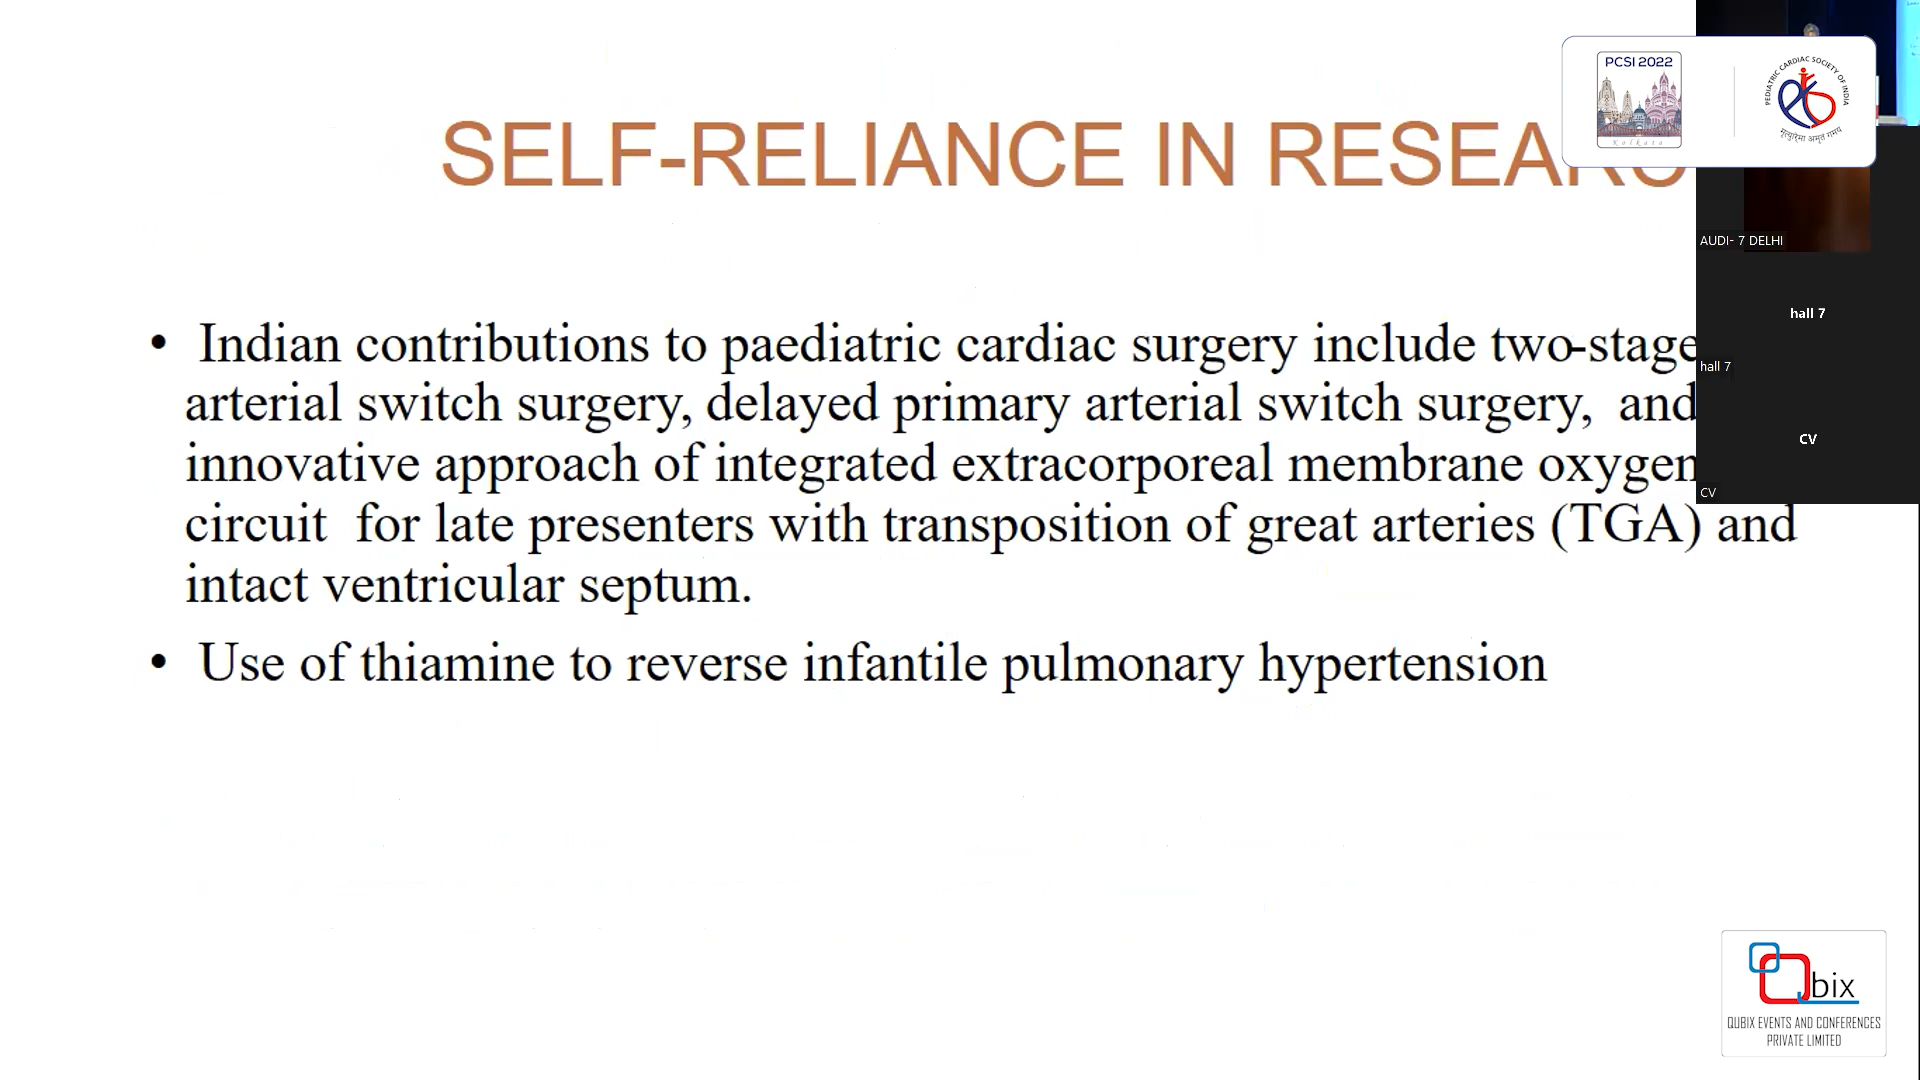 SELF-RELIANCE IN
PCSI 2022
Kolkata
PEDIATRIC CARDIAC SOCIETY OF INDIA
AUDI- 7 DELHI
hall 7
hall 7
CV
CV
• Indian contributions to paediatric cardiac surgery include two-stage
arterial switch surgery, delayed primary arterial switch surgery, and
innovative approach of integrated extracorporeal membrane oxygen
circuit for late presenters with transposition of great arteries (TGA) and
intact ventricular septum.
• Use of thiamine to reverse infantile pulmonary hypertension
Qbix
QUBIX EVENTS AND CONFERENCES
PRIVATE LIMITED